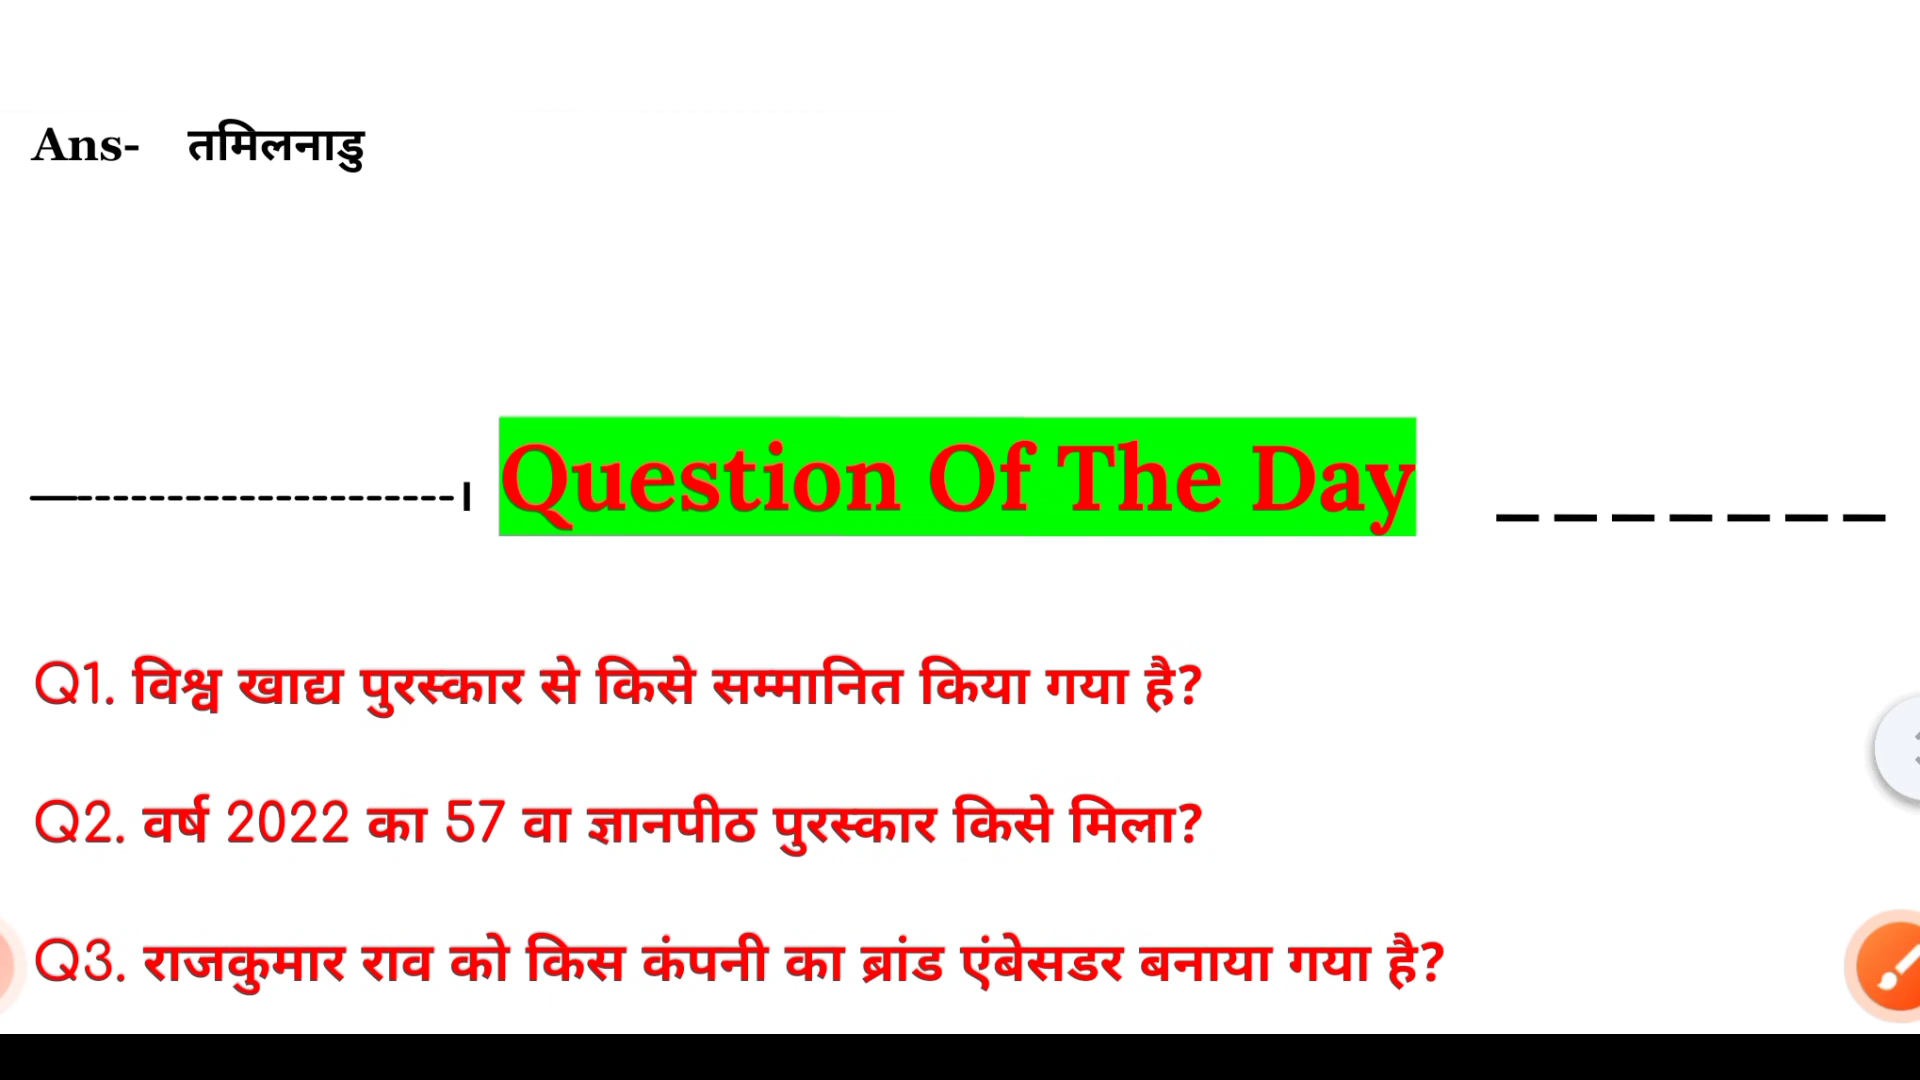 Ans- तमिलनाडु
—---------------------। Question Of The Day _ _ _ _ _ _ _
Q1. विश्व खाद्य पुरस्कार से किसे सम्मानित किया गया है?
Q2. वर्ष 2022 का 57 वा ज्ञानपीठ पुरस्कार किसे मिला?
Q3. राजकुमार राव को किस कंपनी का ब्रांड एंबेसडर बनाया गया है?